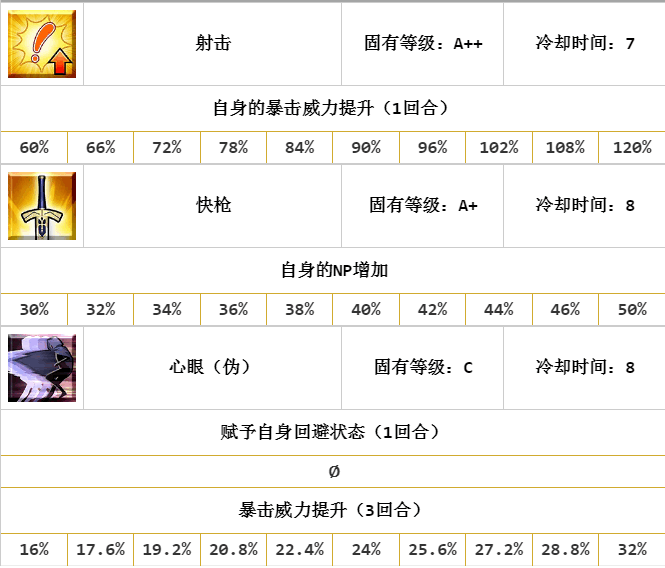 射击 固有等级：A++ 冷却时间：7
自身的暴击威力提升（1回合）
60% 66% 72% 78% 84% 90% 96% 102% 108% 120%
快枪 固有等级：A+ 冷却时间：8
自身的NP增加
30% 32% 34% 36% 38% 40% 42% 44% 46% 50%
心眼（伪） 固有等级：C 冷却时间：8
赋予自身回避状态（1回合）
Ø
暴击威力提升（3回合）
16% 17.6% 19.2% 20.8% 22.4% 24% 25.6% 27.2% 28.8% 32%